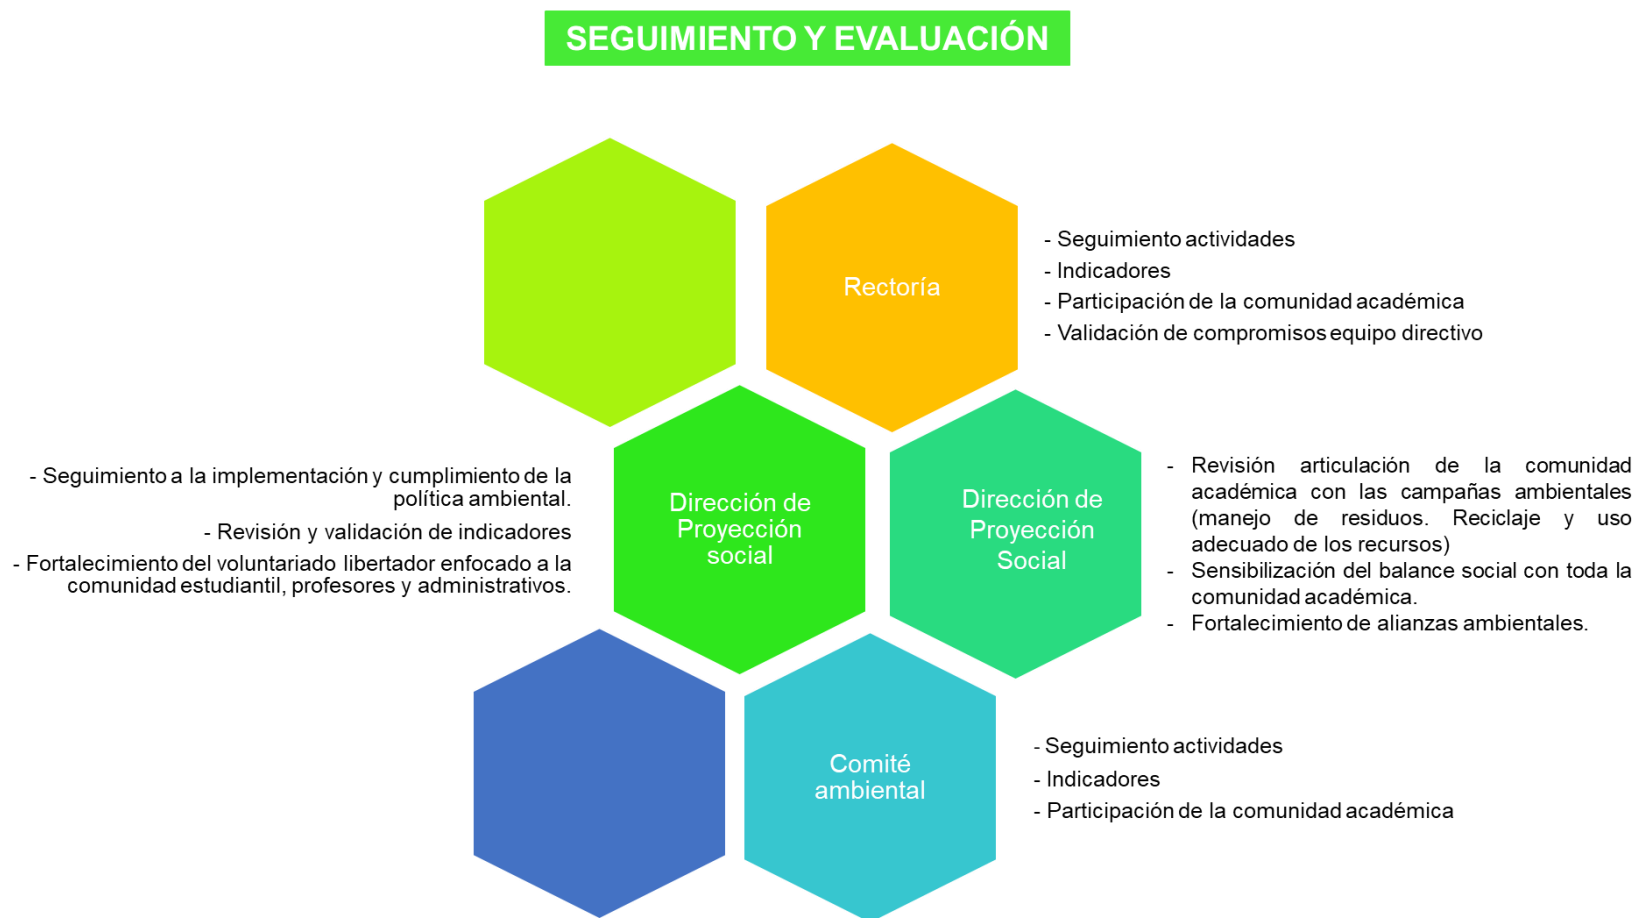 SEGUIMIENTO Y EVALUACIÓN
Rectoría
- Seguimiento actividades
- Indicadores
- Participación de la comunidad académica
- Validación de compromisos equipo directivo
- Seguimiento a la implementación y cumplimiento de la
política ambiental.
- Revisión y validación de indicadores
- Fortalecimiento del voluntariado libertador enfocado a la
comunidad estudiantil, profesores y administrativos.
Dirección de
Proyección
social
Dirección de
Proyección
Social
- Revisión articulación de la comunidad
académica con las campañas ambientales
(manejo de residuos. Reciclaje y uso
adecuado de los recursos)
- Sensibilización del balance social con toda la
comunidad académica.
- Fortalecimiento de alianzas ambientales.
Comité
ambiental
- Seguimiento actividades
- Indicadores
- Participación de la comunidad académica